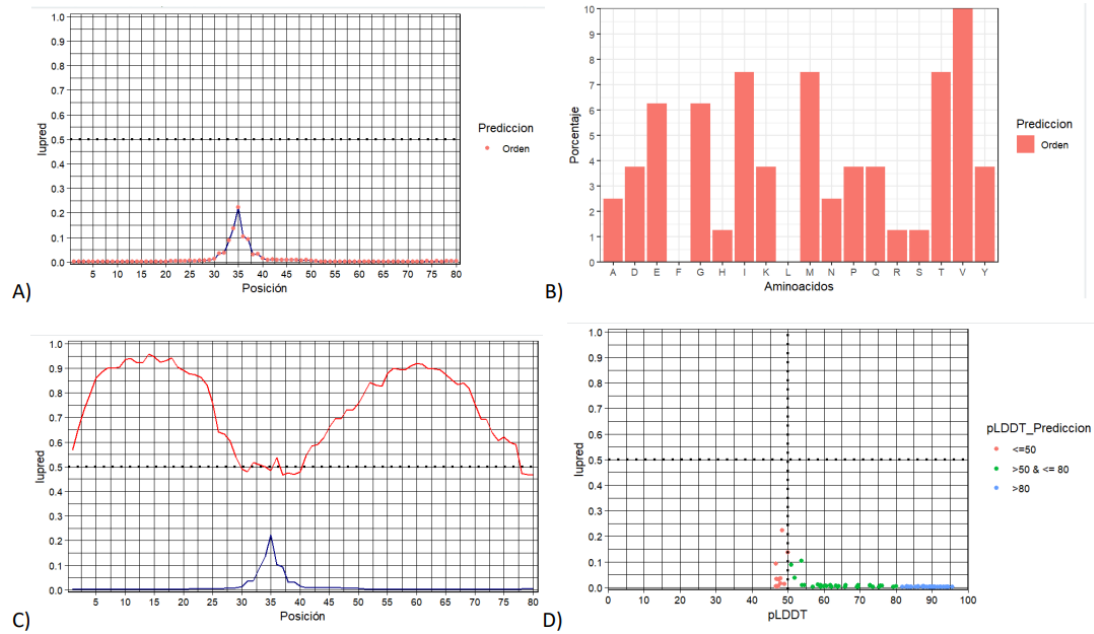 1.0
0.9
0.8
0.7
0.6
0.5
0.4
0.3
0.2
0.1
0.0
Iupred
5 10 15 20 25 30 35 40 45 50 55 60 65 70 75 80
Posición
Prediccion
Orden
A)
10
9
8
7
6
5
4
3
2
1
0
Porcentaje
A D E F G H I K L M N P Q R S T V Y
Aminoacidos
Prediccion
Orden
B)
1.0
0.9
0.8
0.7
0.6
0.5
0.4
0.3
0.2
0.1
0.0
Iupred
5 10 15 20 25 30 35 40 45 50 55 60 65 70 75 80
Posición
C)
1.0
0.9
0.8
0.7
0.6
0.5
0.4
0.3
0.2
0.1
0.0
Iupred
0 10 20 30 40 50 60 70 80 90 100
pLDDT
pLDDT_Prediccion
<=50
>50 & <= 80
>80
D)